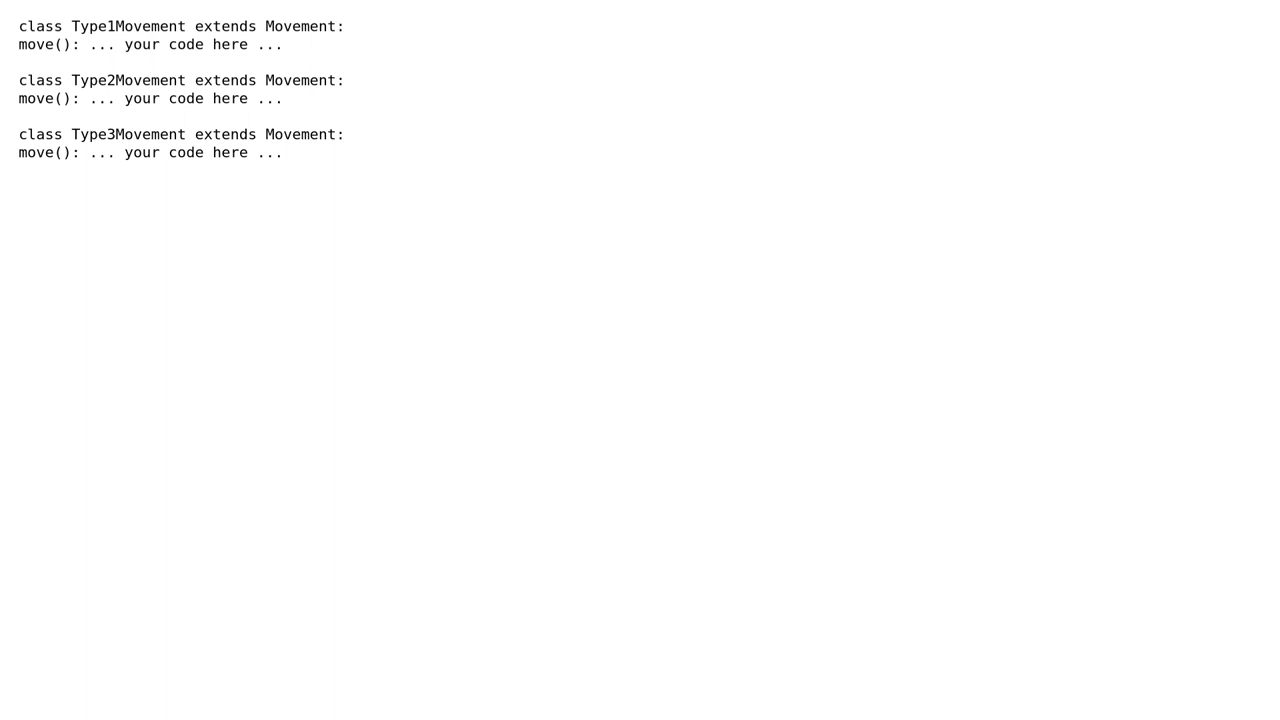 class Type1Movement extends Movement:
move(): ... your code here ...

class Type2Movement extends Movement:
move(): ... your code here ...

class Type3Movement extends Movement:
move(): ... your code here ...